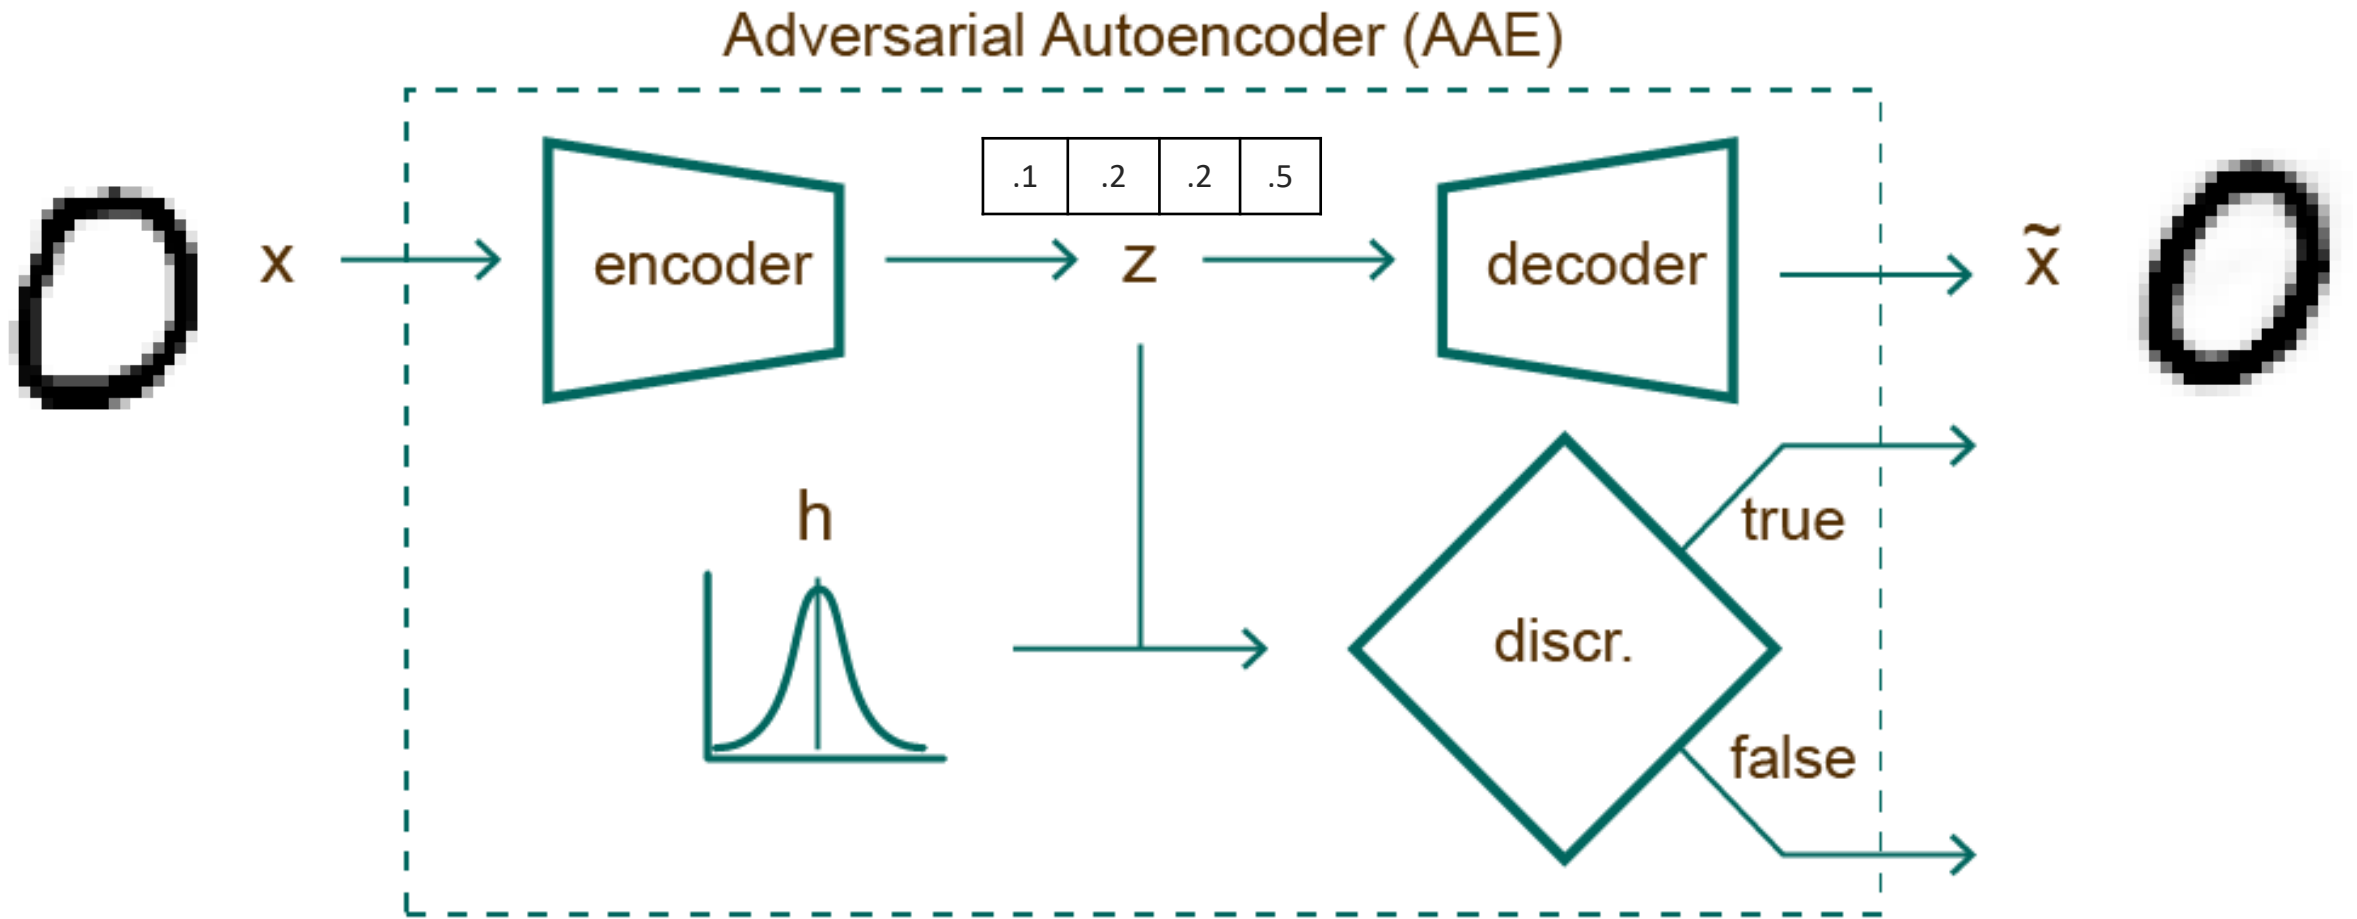 Adversarial Autoencoder (AAE)
.1 .2 .2 .5
x encoder z decoder x̃
h
true
discr.
false